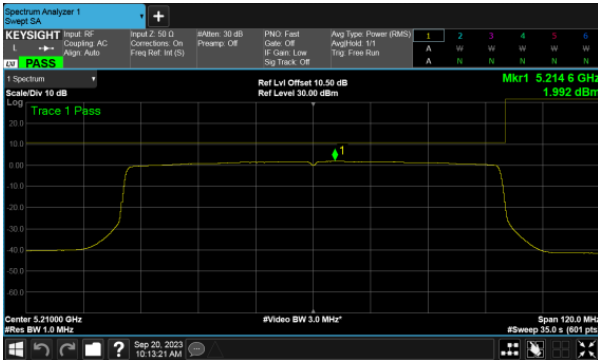 Spectrum Analyzer 1
Swept SA
+
KEYSIGHT
L
LXI
PASS
Input: RF
Coupling: AC
Align: Auto
Input Z: 50 Ω
Corrections: On
Freq Ref: Int (S)
#Atten: 30 dB
Preamp: Off
PNO: Fast
Gate: Off
IF Gain: Low
Sig Track: Off
Avg Type: Power (RMS)
Avg|Hold: 1/1
Trig: Free Run
1 2 3 4 5 6
A W W W W W
A N N N N N
1 Spectrum
Scale/Div 10 dB
Ref Lvl Offset 10.50 dB
Ref Level 30.00 dBm
Mkr1 5.214 6 GHz
1.992 dBm
Log
Trace 1 Pass
20.0
10.0
0.00
-10.0
-20.0
-30.0
-40.0
-50.0
-60.0
1
Center 5.21000 GHz
#Res BW 1.0 MHz
#Video BW 3.0 MHz*
Span 120.0 MHz
#Sweep 35.0 s (601 pts)
?
Sep 20, 2023
10:13:21 AM